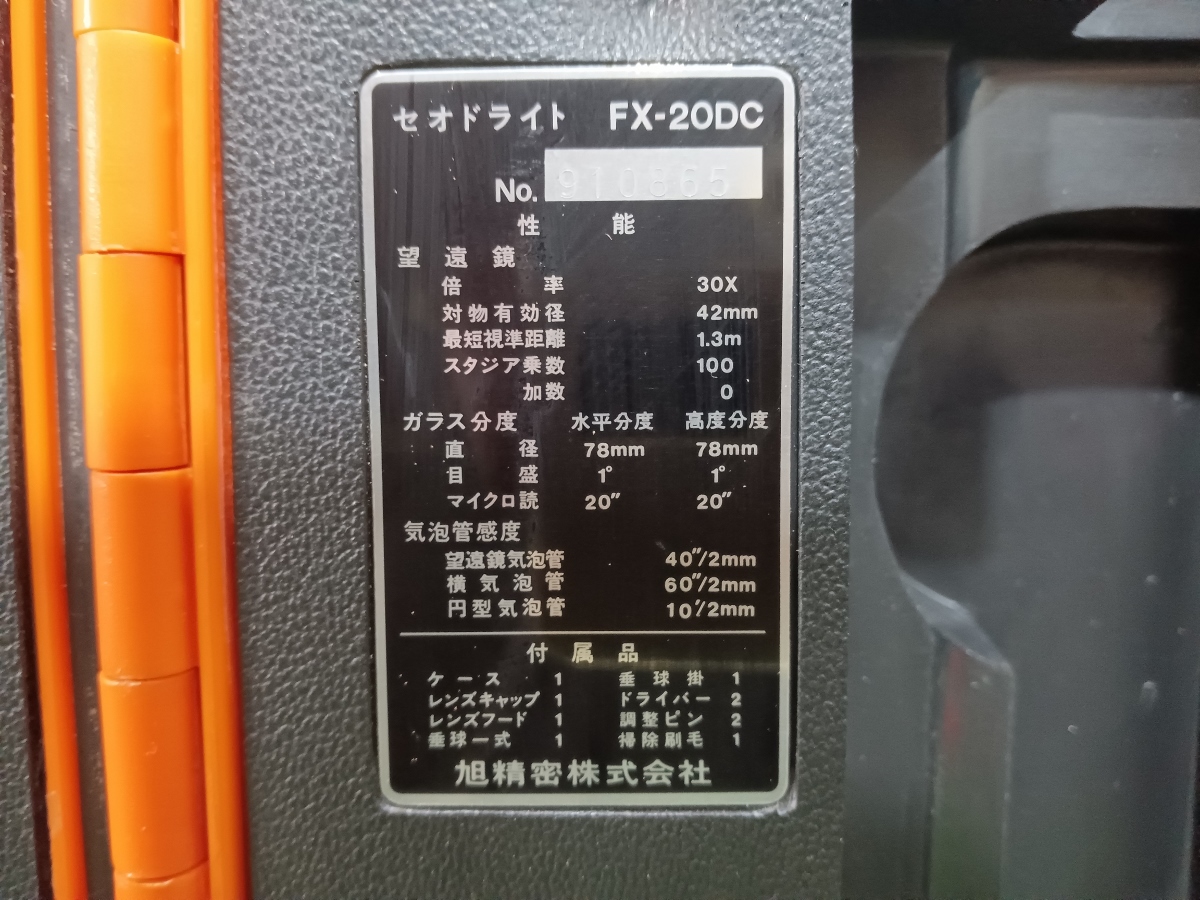 セオドライト FX-20DC
No. 910865
性能
望遠鏡
倍率 30X
対物有効径 42mm
最短視準距離 1.3m
スタジア乗数 100
加数 0
ガラス分度 水平分度 高度分度
直径 78mm 78mm
目盛 1° 1°
マイクロ読 20″ 20″
気泡管感度
望遠鏡気泡管 40″/2mm
横気泡管 60″/2mm
円型気泡管 10′/2mm
付属品
ケース 1 垂球掛 1
レンズキャップ 1 ドライバー 2
レンズフード 1 調整ピン 2
垂球一式 1 掃除刷毛 1
旭精密株式会社